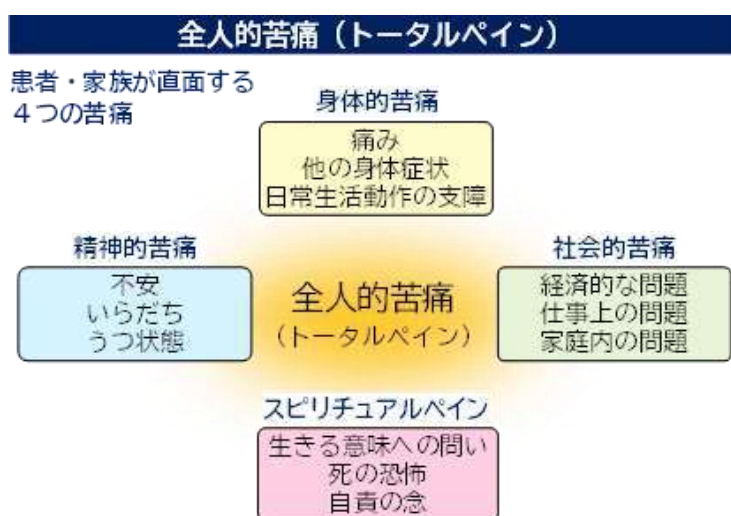 全人的苦痛（トータルペイン）
患者・家族が直面する
４つの苦痛
身体的苦痛
痛み
他の身体症状
日常生活動作の支障
精神的苦痛
不安
いらだち
うつ状態
全人的苦痛
（トータルペイン）
社会的苦痛
経済的な問題
仕事上の問題
家庭内の問題
スピリチュアルペイン
生きる意味への問い
死の恐怖
自責の念